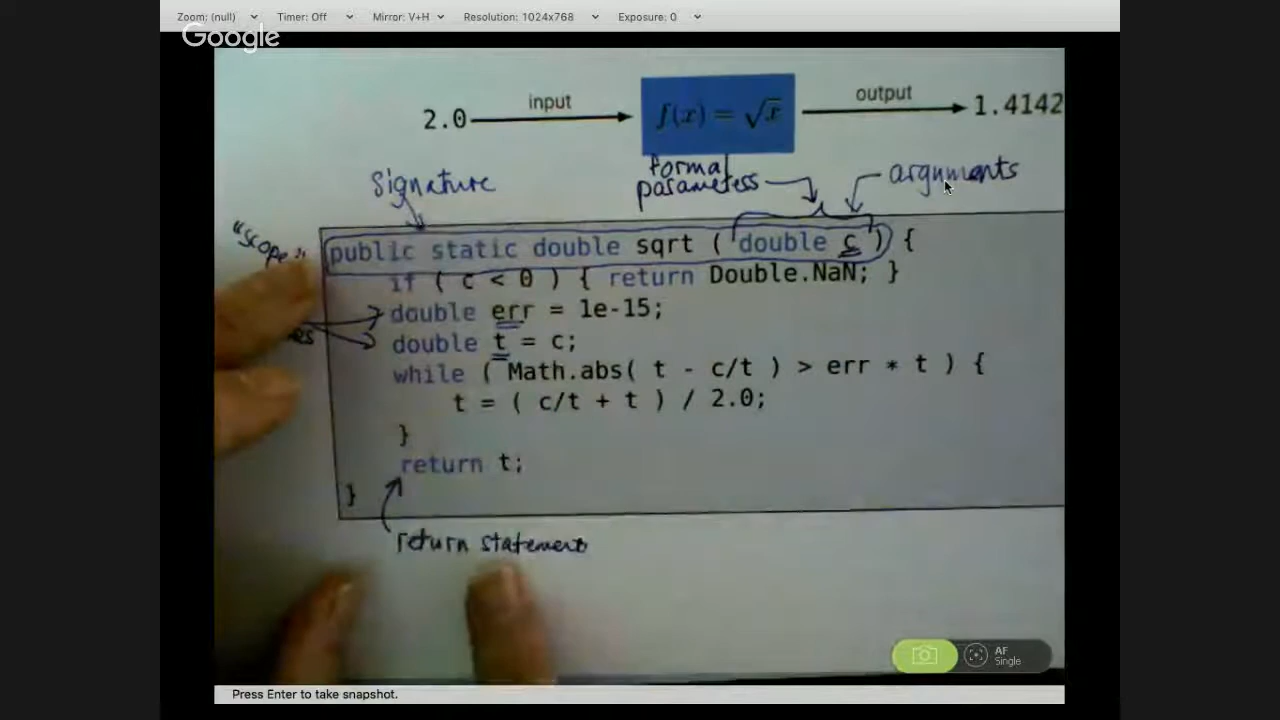 Zoom: (null) Timer: Off Mirror: V+H Resolution: 1024x768 Exposure: 0
Google
input output
2.0 f(x) = √x 1.4142
formal
parameters
Signature arguments
"scope"
public static double sqrt ( double c ) {
if ( c < 0 ) { return Double.NaN; }
double err = 1e-15;
double t = c;
while ( Math.abs( t - c/t ) > err * t ) {
t = ( c/t + t ) / 2.0;
}
return t;
}
return statement
AF
Single
Press Enter to take snapshot.